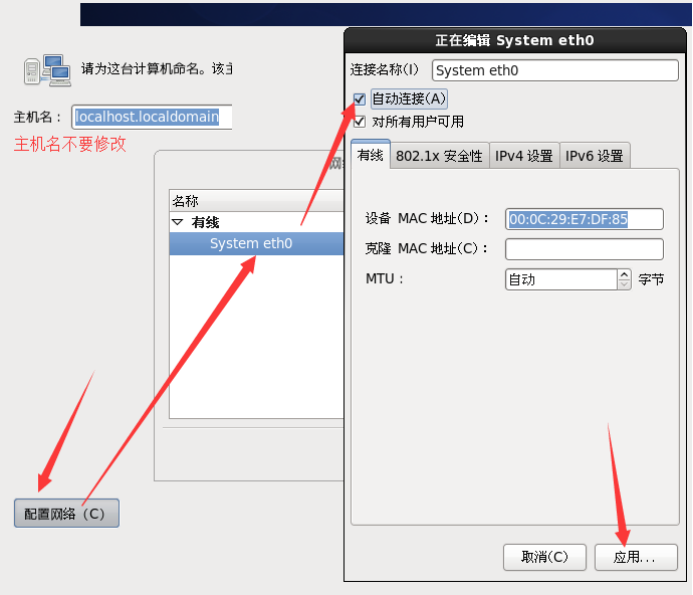 正在编辑 System eth0
请为这台计算机命名。该
连接名称(I) System eth0
自动连接(A)
主机名： localhost.localdomain
对所有用户可用
主机名不要修改
有线 802.1x 安全性 IPv4 设置 IPv6 设置
名称
有线
设备 MAC 地址(D)： 00:0C:29:E7:DF:85
System eth0
克隆 MAC 地址(C)：
MTU： 自动 字节
配置网络（C）
取消(C) 应用...